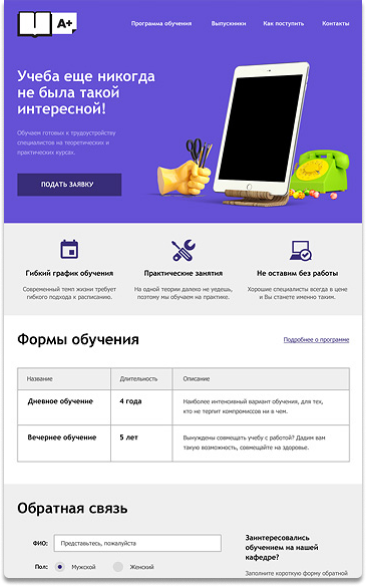 A+
Программа обучения Выпускники Как поступить Контакты
Учеба еще никогда
не была такой
интересной!
Обучаем готовых к трудоустройству
специалистов на теоретических и
практических курсах.
ПОДАТЬ ЗАЯВКУ
Гибкий график обучения
Современный темп жизни требует
гибкого подхода к расписанию.
Практические занятия
На одной теории далеко не уедешь,
поэтому мы обучаем на практике.
Не оставим без работы
Хорошие специалисты всегда в цене
и Вы станете именно таким.
Формы обучения
Подробнее о программе
Название Длительность Описание
Дневное обучение 4 года Наиболее интенсивный вариант обучения, для тех,
кто не терпит компромиссов ни в чем.
Вечернее обучение 5 лет Вынуждены совмещать учебу с работой? Дадим вам
такую возможность, совмещайте на здоровье.
Обратная связь
ФИО: Представьтесь, пожалуйста
Пол: Мужской Женский
Заинтересовались
обучением на нашей
кафедре?
Заполните короткую форму обратной